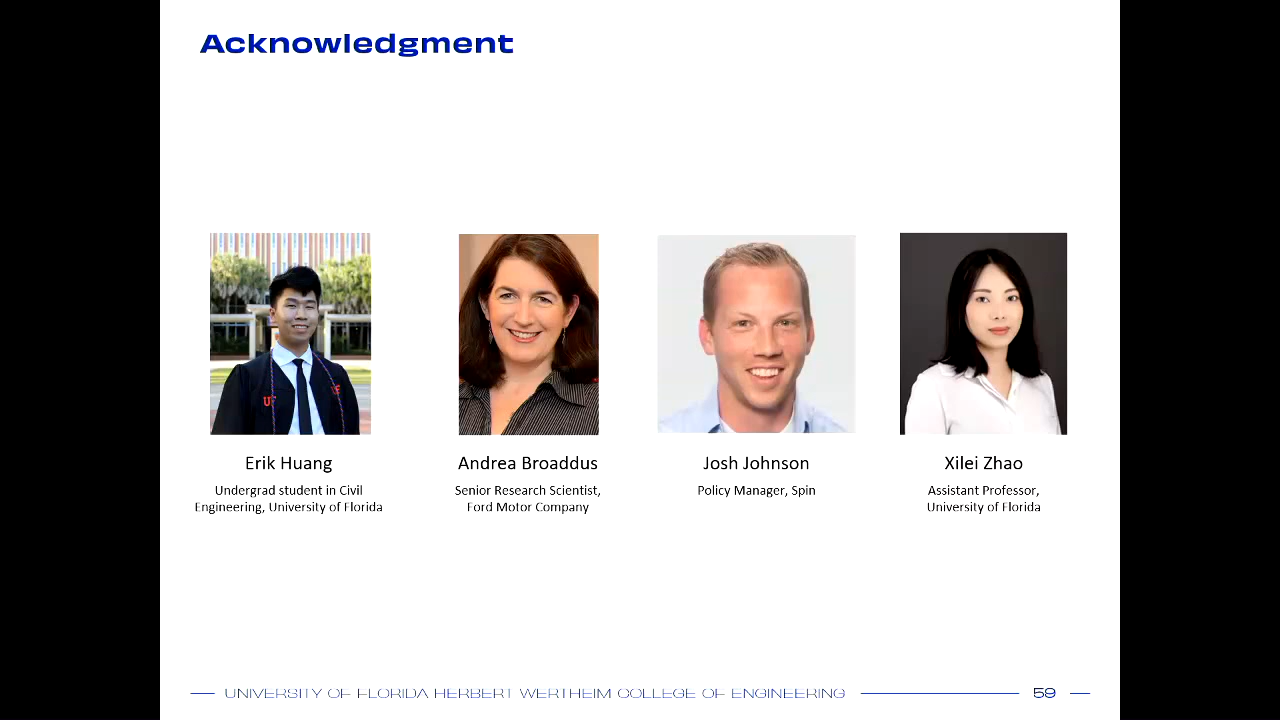 Acknowledgment
UF UF
Erik Huang
Undergrad student in Civil
Engineering, University of Florida
Andrea Broaddus
Senior Research Scientist,
Ford Motor Company
Josh Johnson
Policy Manager, Spin
Xilei Zhao
Assistant Professor,
University of Florida
UNIVERSITY OF FLORIDA HERBERT WERTHEIM COLLEGE OF ENGINEERING 59